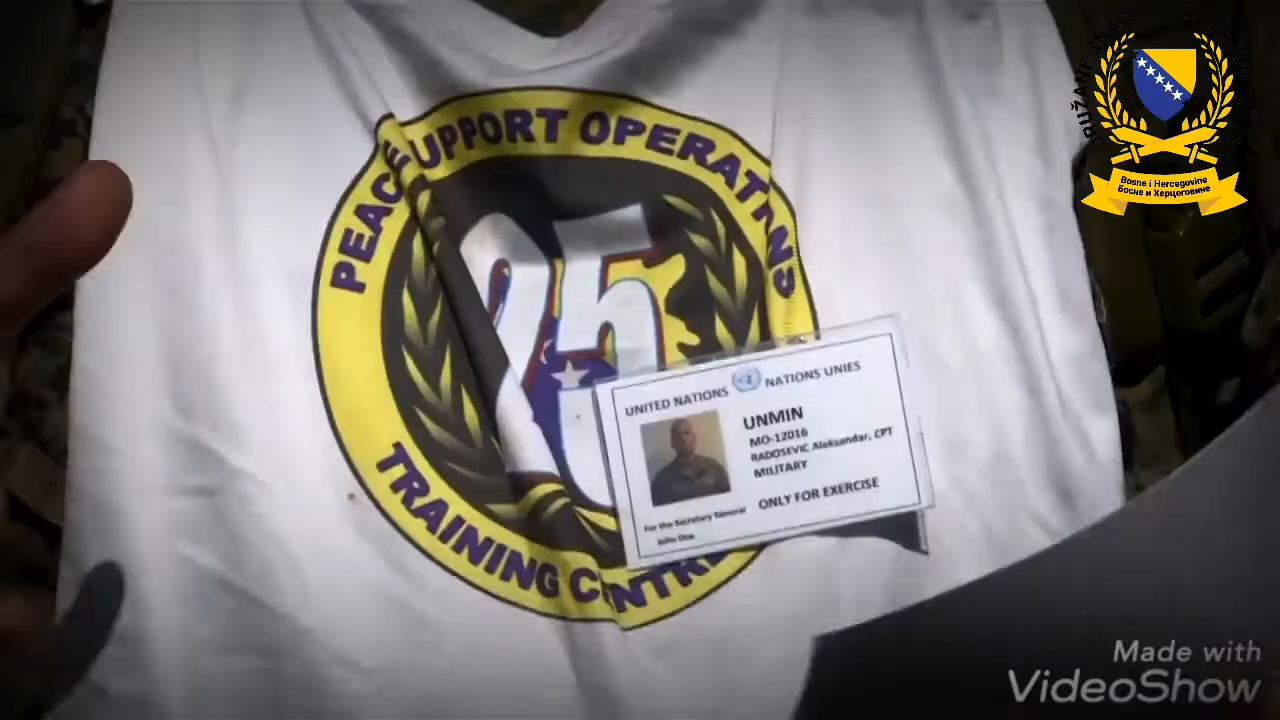 PEACE SUPPORT OPERATIONS
25
TRAINING CENTRE
UNITED NATIONS NATIONS UNIES
UNMIN
MO-12016
RADOSEVIC Aleksandar, CPT
MILITARY
ONLY FOR EXERCISE
For the Secretary General
Bosne i Hercegovine
Босне и Херцеговине
Made with
VideoShow